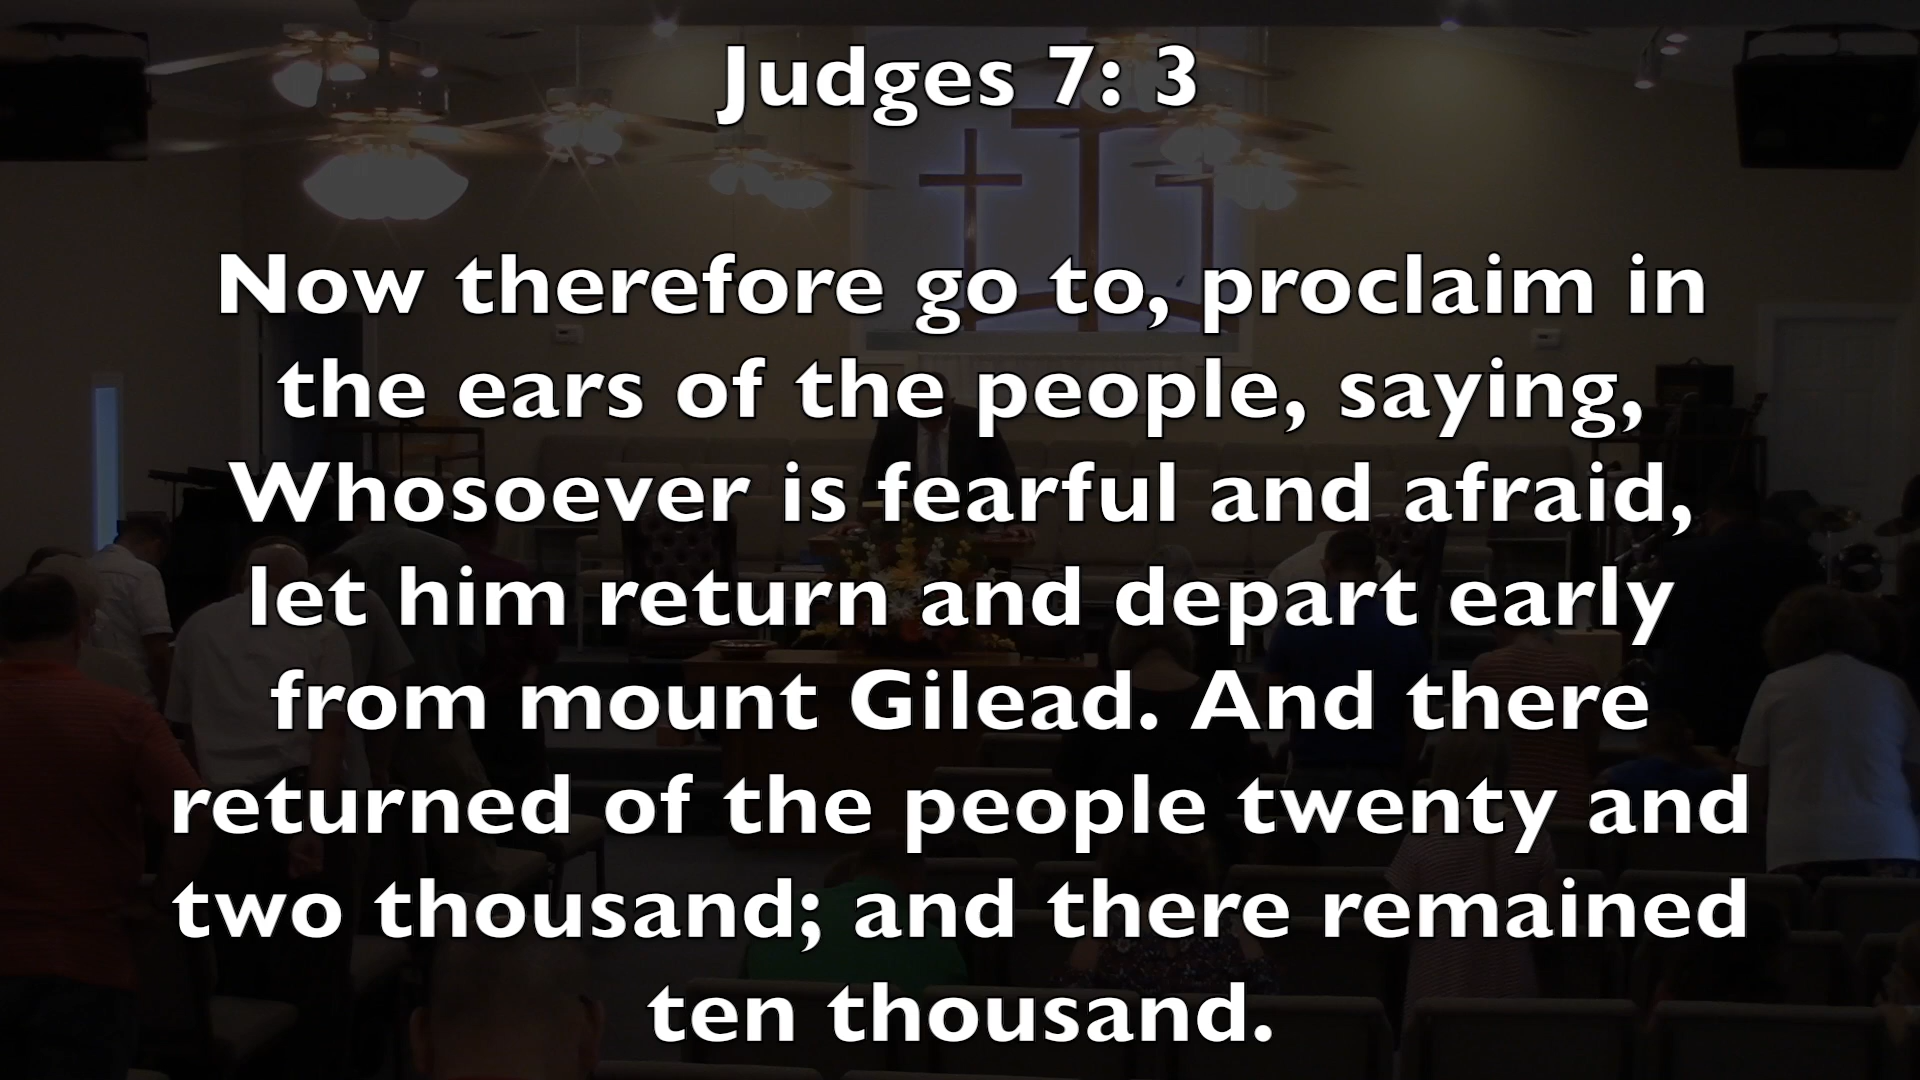 Judges 7: 3
Now therefore go to, proclaim in
the ears of the people, saying,
Whosoever is fearful and afraid,
let him return and depart early
from mount Gilead. And there
returned of the people twenty and
two thousand; and there remained
ten thousand.